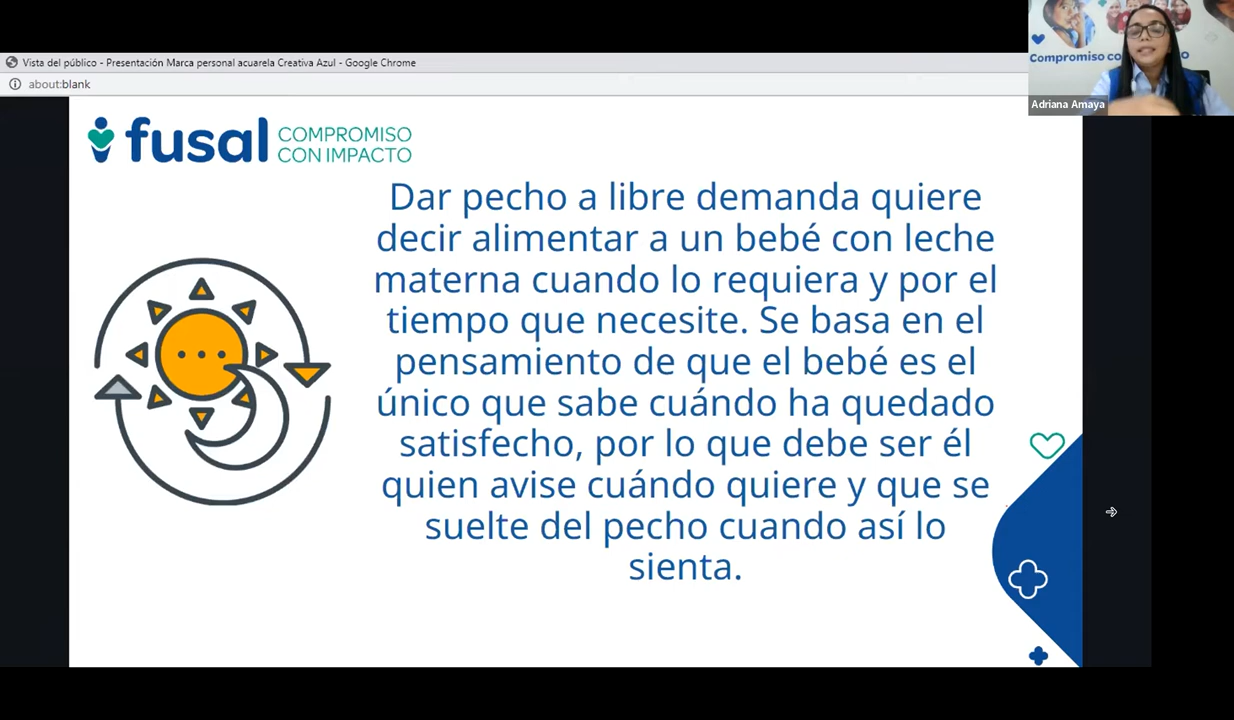 Vista del público - Presentación Marca personal acuarela Creativa Azul - Google Chrome
about:blank
Compromiso co
o
Adriana Amaya
fusal COMPROMISO
CON IMPACTO
Dar pecho a libre demanda quiere
decir alimentar a un bebé con leche
materna cuando lo requiera y por el
tiempo que necesite. Se basa en el
pensamiento de que el bebé es el
único que sabe cuándo ha quedado
satisfecho, por lo que debe ser él
quien avise cuándo quiere y que se
suelte del pecho cuando así lo
sienta.